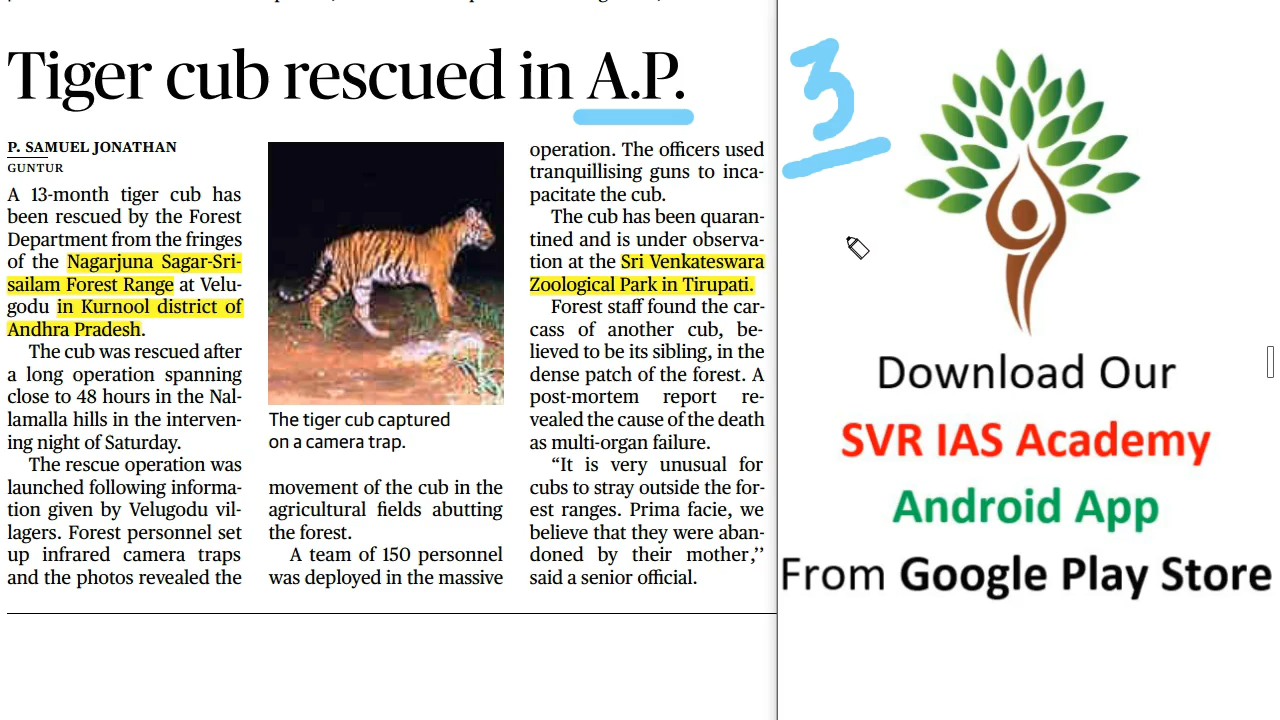 Tiger cub rescued in A.P.
P. SAMUEL JONATHAN
GUNTUR
A 13-month tiger cub has
been rescued by the Forest
Department from the fringes
of the Nagarjuna Sagar-Sri-
sailam Forest Range at Velu-
godu in Kurnool district of
Andhra Pradesh.
The cub was rescued after
a long operation spanning
close to 48 hours in the Nal-
lamalla hills in the interven-
ing night of Saturday.
The rescue operation was
launched following informa-
tion given by Velugodu vil-
lagers. Forest personnel set
up infrared camera traps
and the photos revealed the
The tiger cub captured
on a camera trap.
movement of the cub in the
agricultural fields abutting
the forest.
A team of 150 personnel
was deployed in the massive
operation. The officers used
tranquillising guns to inca-
pacitate the cub.
The cub has been quaran-
tined and is under observa-
tion at the Sri Venkateswara
Zoological Park in Tirupati.
Forest staff found the car-
cass of another cub, be-
lieved to be its sibling, in the
dense patch of the forest. A
post-mortem report re-
vealed the cause of the death
as multi-organ failure.
“It is very unusual for
cubs to stray outside the for-
est ranges. Prima facie, we
believe that they were aban-
doned by their mother,’’
said a senior official.
3
Download Our
SVR IAS Academy
Android App
From Google Play Store